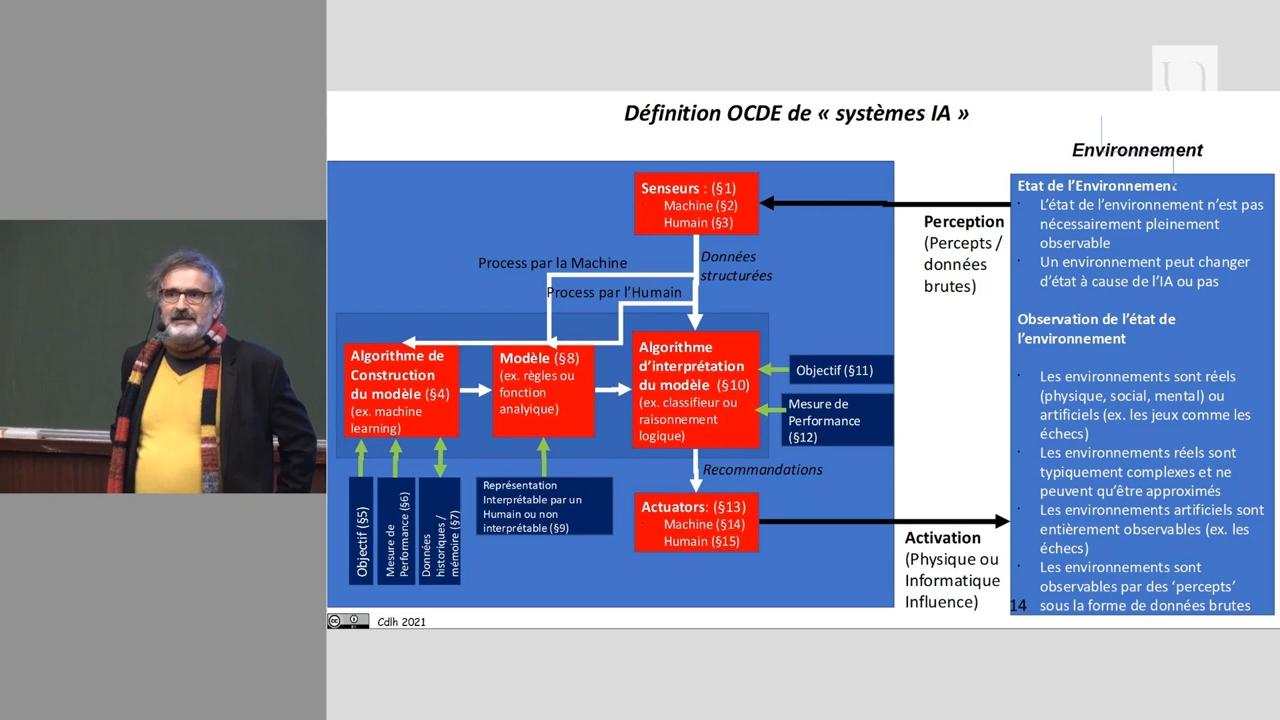 Définition OCDE de « systèmes IA »
Environnement
Senseurs : (§1)
Machine (§2)
Humain (§3)
Perception
(Percepts /
données
brutes)
Données
structurées
Process par la Machine
Process par l’Humain
Algorithme de
Construction
du modèle (§4)
(ex. machine
learning)
Modèle (§8)
(ex. règles ou
fonction
analyique)
Algorithme
d’interprétation
du modèle (§10)
(ex. classifieur ou
raisonnement
logique)
Objectif (§11)
Mesure de
Performance
(§12)
Objectif (§5)
Mesure de
Performance (§6)
Données
historiques /
mémoire (§7)
Représentation
Interprétable par un
Humain ou non
interprétable (§9)
Recommandations
Actuators: (§13)
Machine (§14)
Humain (§15)
Activation
(Physique ou
Informatique
Influence)
Etat de l’Environnement
· L’état de l’environnement n’est pas
nécessairement pleinement
observable
· Un environnement peut changer
d’état à cause de l’IA ou pas
Observation de l’état de
l’environnement
· Les environnements sont réels
(physique, social, mental) ou
artificiels (ex. les jeux comme les
échecs)
· Les environnements réels sont
typiquement complexes et ne
peuvent qu’être approximés
· Les environnements artificiels sont
entièrement observables (ex. les
échecs)
· Les environnements sont
observables par des ‘percepts’
sous la forme de données brutes
14
cc
Cdlh 2021